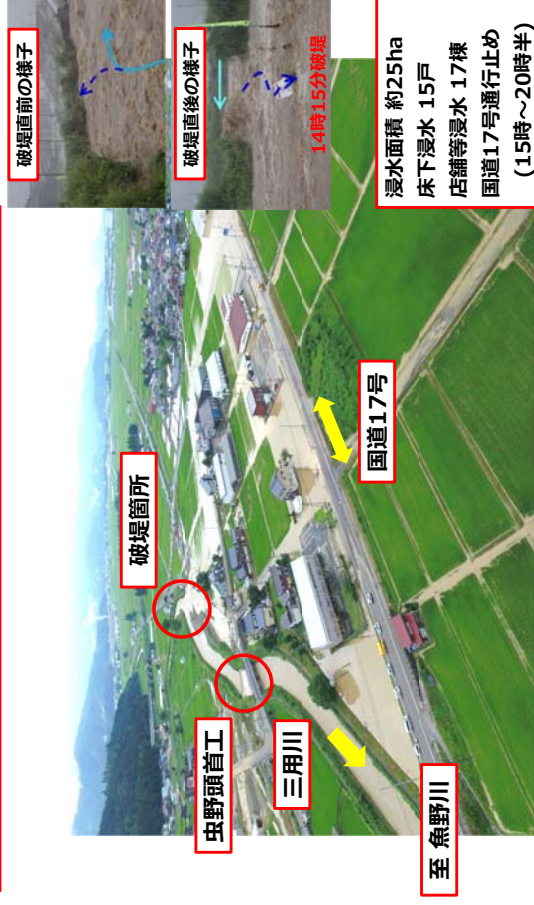 破堤直前の様子
破堤直後の様子
14時15分破堤
浸水面積 約25ha
床下浸水 15戸
店舗等浸水 17棟
国道17号通行止め
(15時～20時半)
破堤箇所
虫野頭首工
三用川
国道17号
至 魚野川